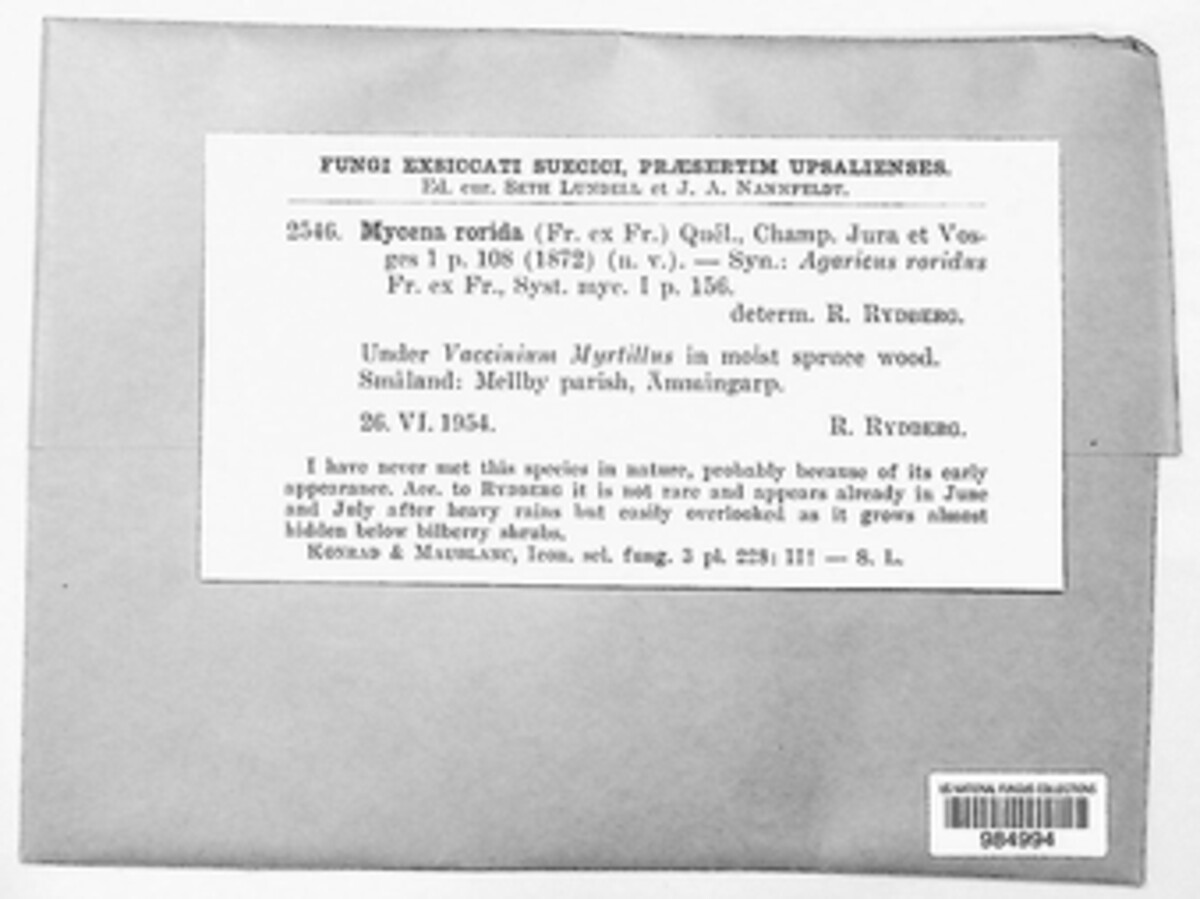 FUNGI EXSICCATI SUECICI, PRÆSERTIM UPSALIENSES.
Ed. cur. SETH LUNDELL et J. A. NANNFELDT.
2546. Mycena rorida (Fr. ex Fr.) Quél., Champ. Jura et Vos-
ges 1 p. 108 (1872) (n. v.). — Syn.: Agaricus roridus
Fr. ex Fr., Syst. myc. I p. 156.
determ. R. RYDBERG.
Under Vaccinium Myrtillus in moist spruce wood.
Småland: Mellby parish, Ämmingarp.
26. VI. 1954. R. RYDBERG.
I have never met this species in nature, probably because of its early
appearance. Acc. to RYDBERG it is not rare and appears already in June
and July after heavy rains but easily overlooked as it grows almost
hidden below bilberry shrubs.
KONRAD & MAUBLANC, Icon. sel. fung. 3 pl. 228: II! — S. L.
US NATIONAL FUNGUS COLLECTIONS
984994